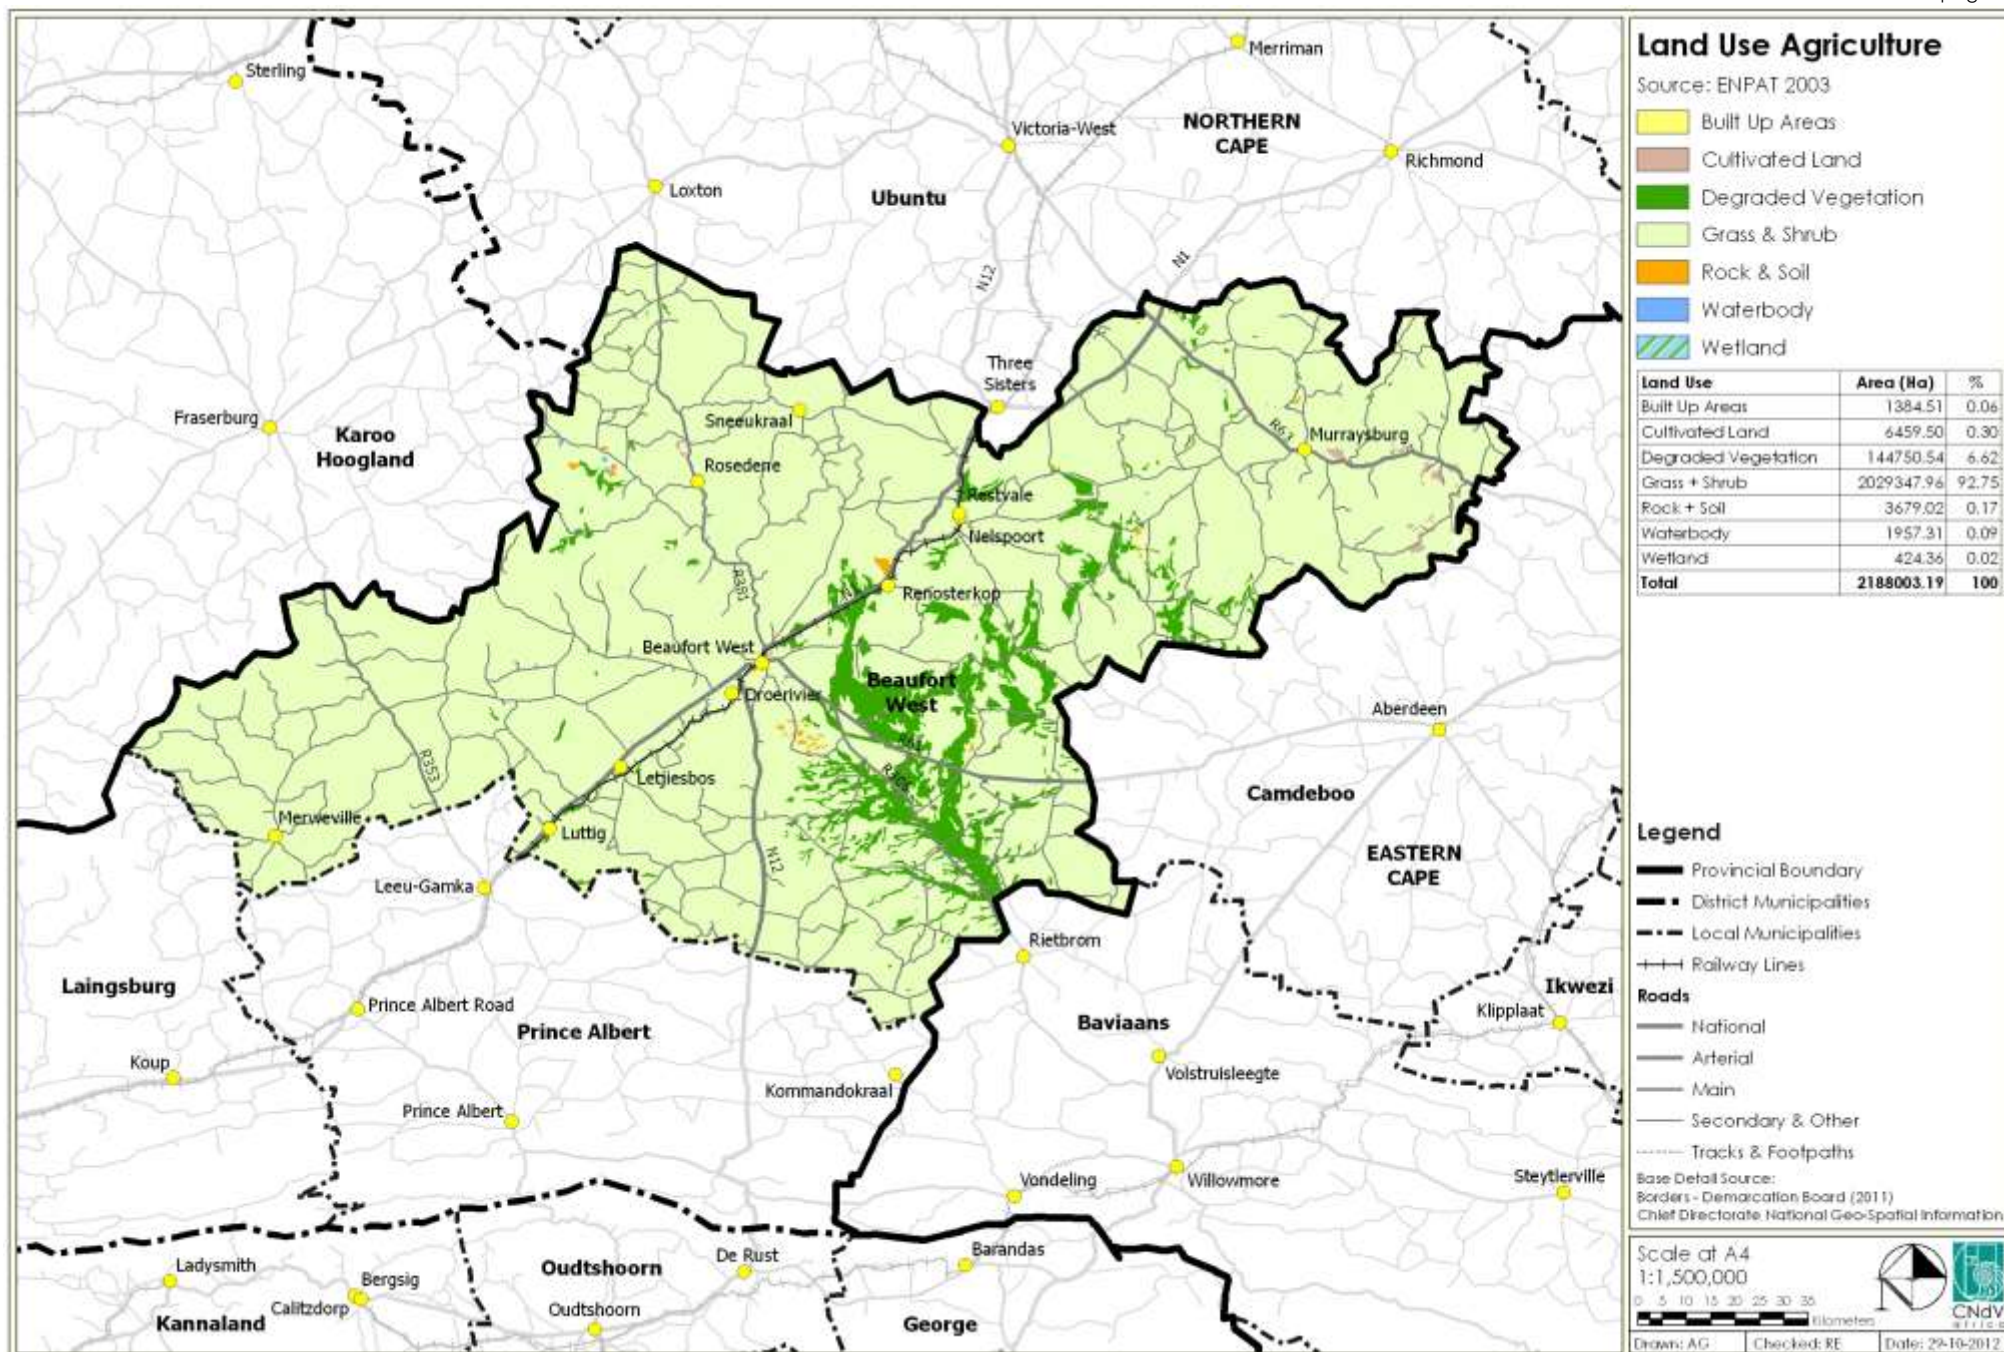 Land Use Agriculture
Source: ENPAT 2003
Built Up Areas
Cultivated Land
Degraded Vegetation
Grass & Shrub
Rock & Soil
Waterbody
Wetland
Land Use Area (Ha) %
Built Up Areas 1384.51 0.06
Cultivated Land 6459.50 0.30
Degraded Vegetation 144750.54 6.62
Grass + Shrub 2029347.96 92.75
Rock + Soil 3679.02 0.17
Waterbody 1957.31 0.09
Wetland 424.36 0.02
Total 2188003.19 100
Legend
Provincial Boundary
District Municipalities
Local Municipalities
Railway Lines
Roads
National
Arterial
Main
Secondary & Other
Tracks & Footpaths
Base Detail Source:
Borders - Demarcation Board (2011)
Chief Directorate National Geo-Spatial Information
Scale at A4
1:1,500,000
0 5 10 15 20 25 30 35
Kilometers
CNdV
africa
Drawn: AG Checked: RE Date: 29-10-2012
Sterling
Merriman
Victoria-West
NORTHERN
CAPE
Richmond
Loxton
Ubuntu
N12
N1
Three
Sisters
Fraserburg
Karoo
Hoogland
Sneeukraal
Rosedene
R63
Murraysburg
Restvale
Nelspoort
R381
N1
Renosterkop
Beaufort West
Droerivier
Beaufort
West
Aberdeen
R61
R353
Letjiesbos
Camdeboo
Merweville
Luttig
N12
EASTERN
CAPE
Leeu-Gamka
Rietbrom
Laingsburg
Ikwezi
Klipplaat
Prince Albert Road
Prince Albert
Baviaans
Koup
Volstruisleegte
Kommandokraal
Prince Albert
Vondeling
Willowmore
Steytlerville
De Rust
Barandas
Ladysmith
Oudtshoorn
Bergsig
Calitzdorp
Oudtshoorn
Kannaland
George